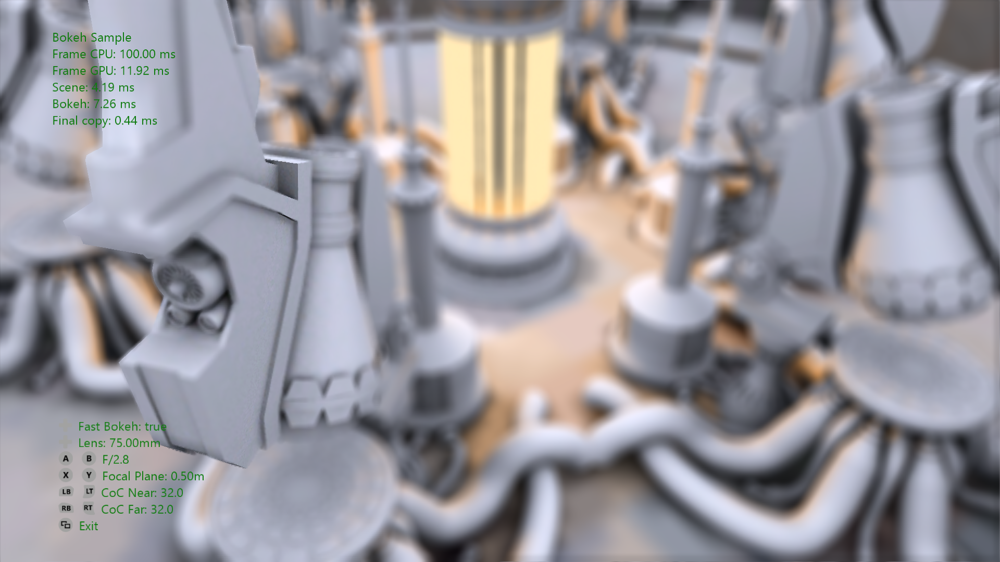 Bokeh Sample
Frame CPU: 100.00 ms
Frame GPU: 11.92 ms
Scene: 4.19 ms
Bokeh: 7.26 ms
Final copy: 0.44 ms
Fast Bokeh: true
Lens: 75.00mm
A B F/2.8
X Y Focal Plane: 0.50m
LB LT CoC Near: 32.0
RB RT CoC Far: 32.0
Exit